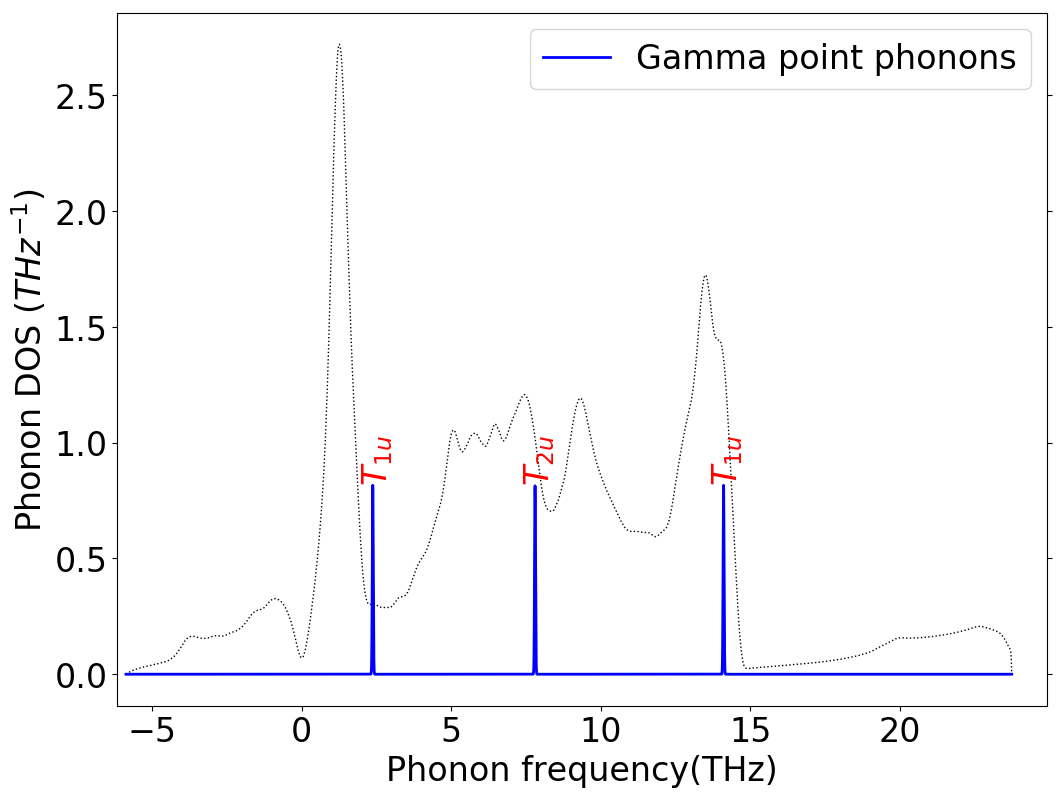 Gamma point phonons
Phonon DOS (THz⁻¹)
2.5
2.0
1.5
1.0
0.5
0.0
T₁ᵤ
T₂ᵤ
T₁ᵤ
−5
0
5
10
15
20
Phonon frequency(THz)